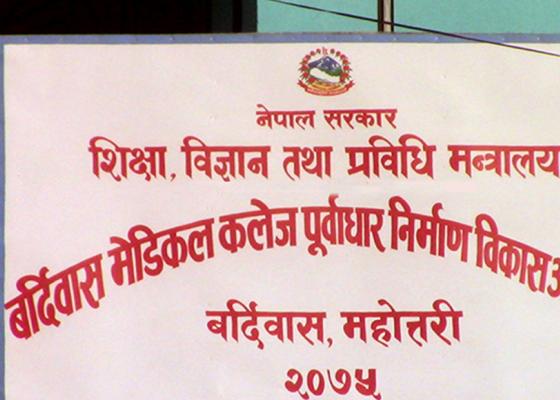 नेपाल सरकार
शिक्षा, विज्ञान तथा प्रविधि मन्त्रालय
बर्दिवास मेडिकल कलेज पूर्वाधार निर्माण विकास
बर्दिवास, महोत्तरी
२०७५